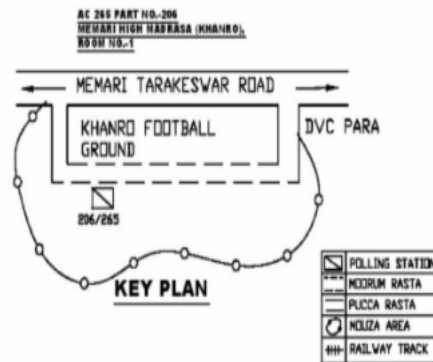 AC 265 PART NO.-206
MEMARI HIGH MADRASA (KHANRO),
ROOM NO.-1
MEMARI TARAKESWAR ROAD
KHANRO FOOTBALL
GROUND
DVC PARA
206/265
KEY PLAN
POLLING STATION
MOORUM RASTA
PUCCA RASTA
MOUZA AREA
RAILWAY TRACK